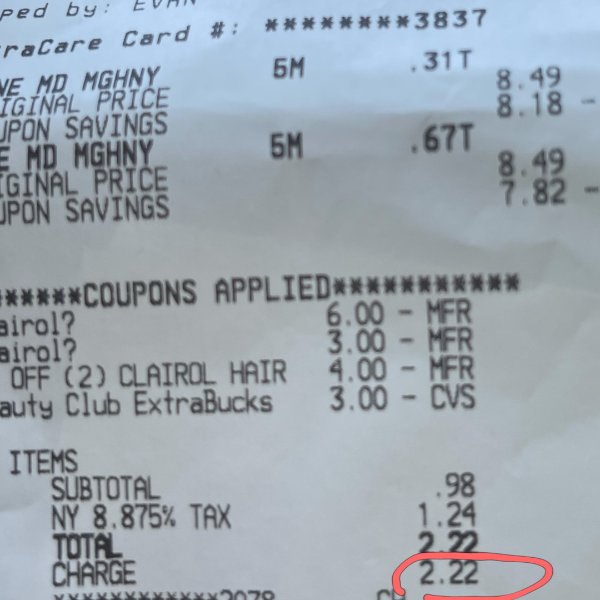 ped by: EVAN
raCare Card #: ********3837
NE MD MGHNY 5M .31T
IGINAL PRICE 8.49
UPON SAVINGS 8.18 -
E MD MGHNY 5M .67T
IGINAL PRICE 8.49
UPON SAVINGS 7.82 -
*****COUPONS APPLIED***********
airol? 6.00 - MFR
airol? 3.00 - MFR
OFF (2) CLAIROL HAIR 4.00 - MFR
auty Club ExtraBucks 3.00 - CVS
ITEMS
SUBTOTAL .98
NY 8.875% TAX 1.24
TOTAL 2.22
CHARGE 2.22
************2078 CH